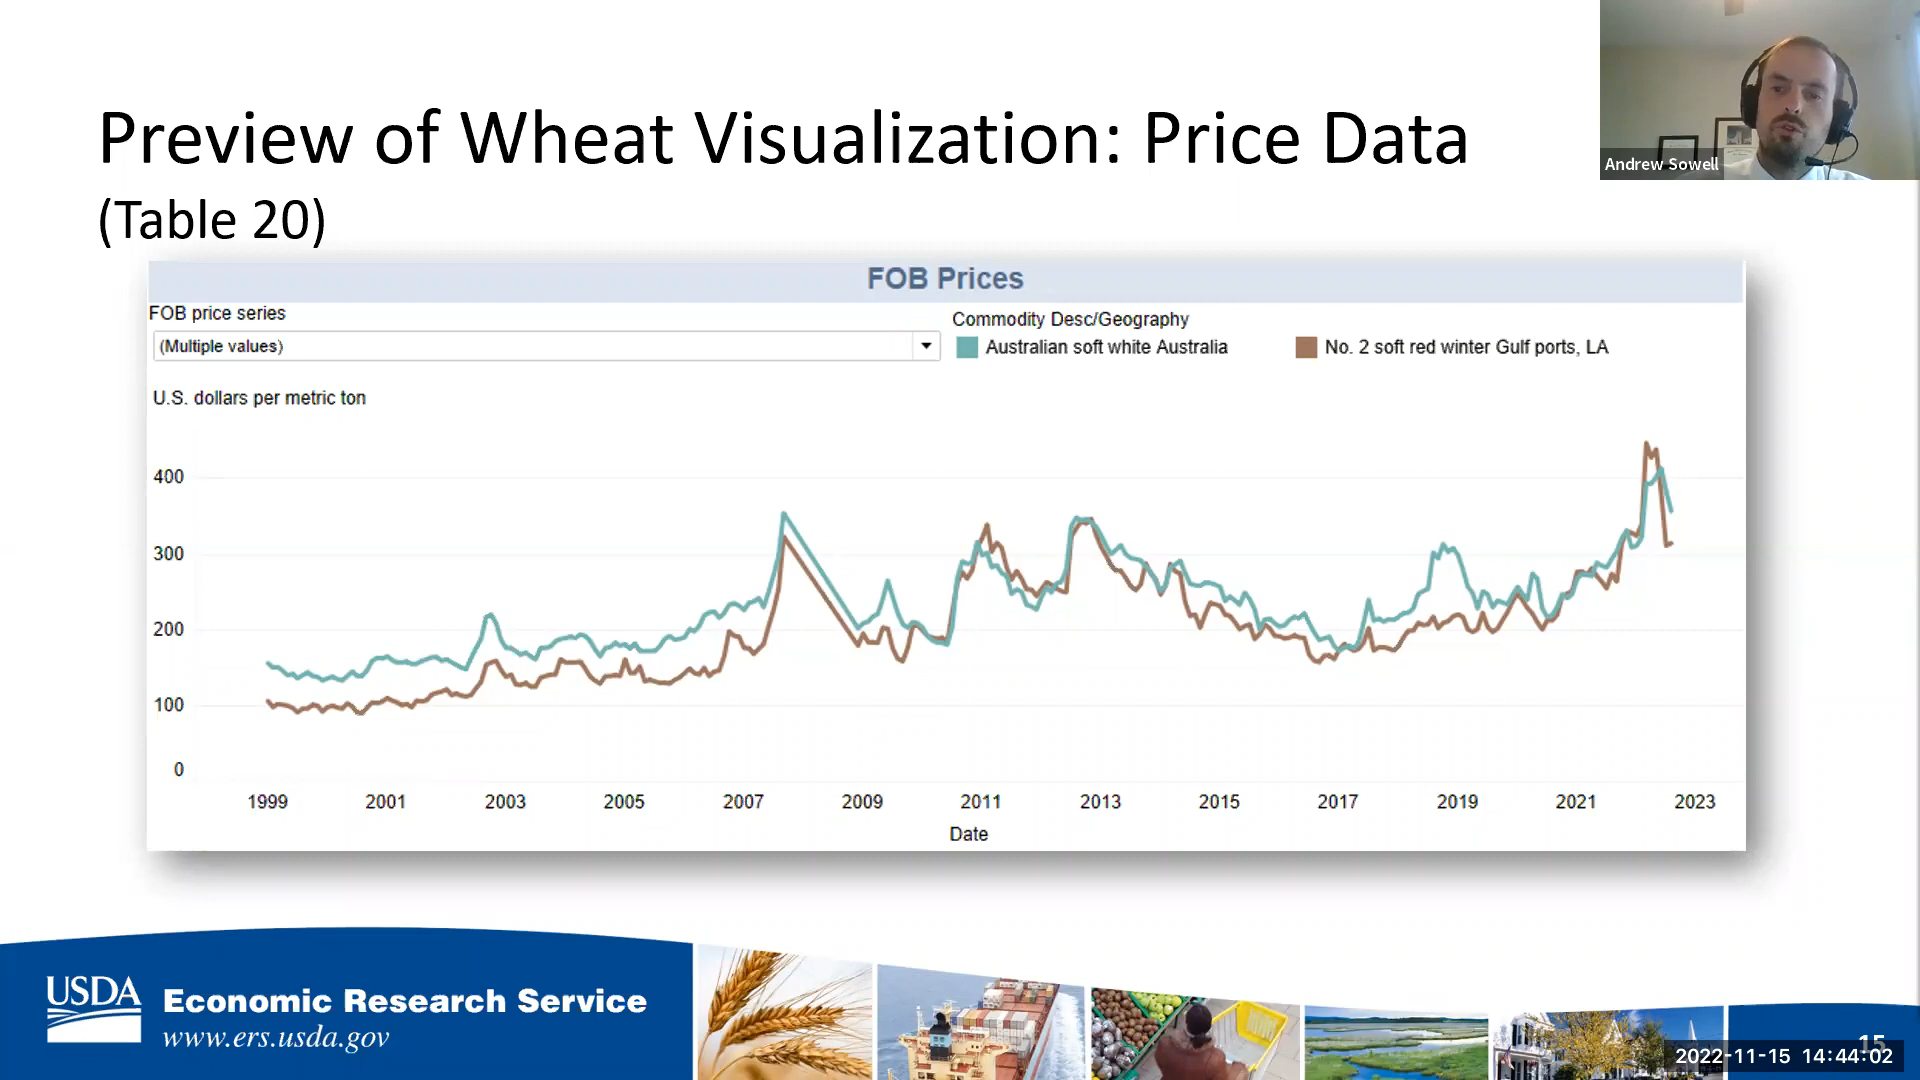 Preview of Wheat Visualization: Price Data
(Table 20)
Andrew Sowell
FOB Prices
FOB price series
(Multiple values)
Commodity Desc/Geography
Australian soft white Australia
No. 2 soft red winter Gulf ports, LA
U.S. dollars per metric ton
400
300
200
100
0
1999 2001 2003 2005 2007 2009 2011 2013 2015 2017 2019 2021 2023
Date
USDA
Economic Research Service
www.ers.usda.gov
15
2022-11-15 14:44:02